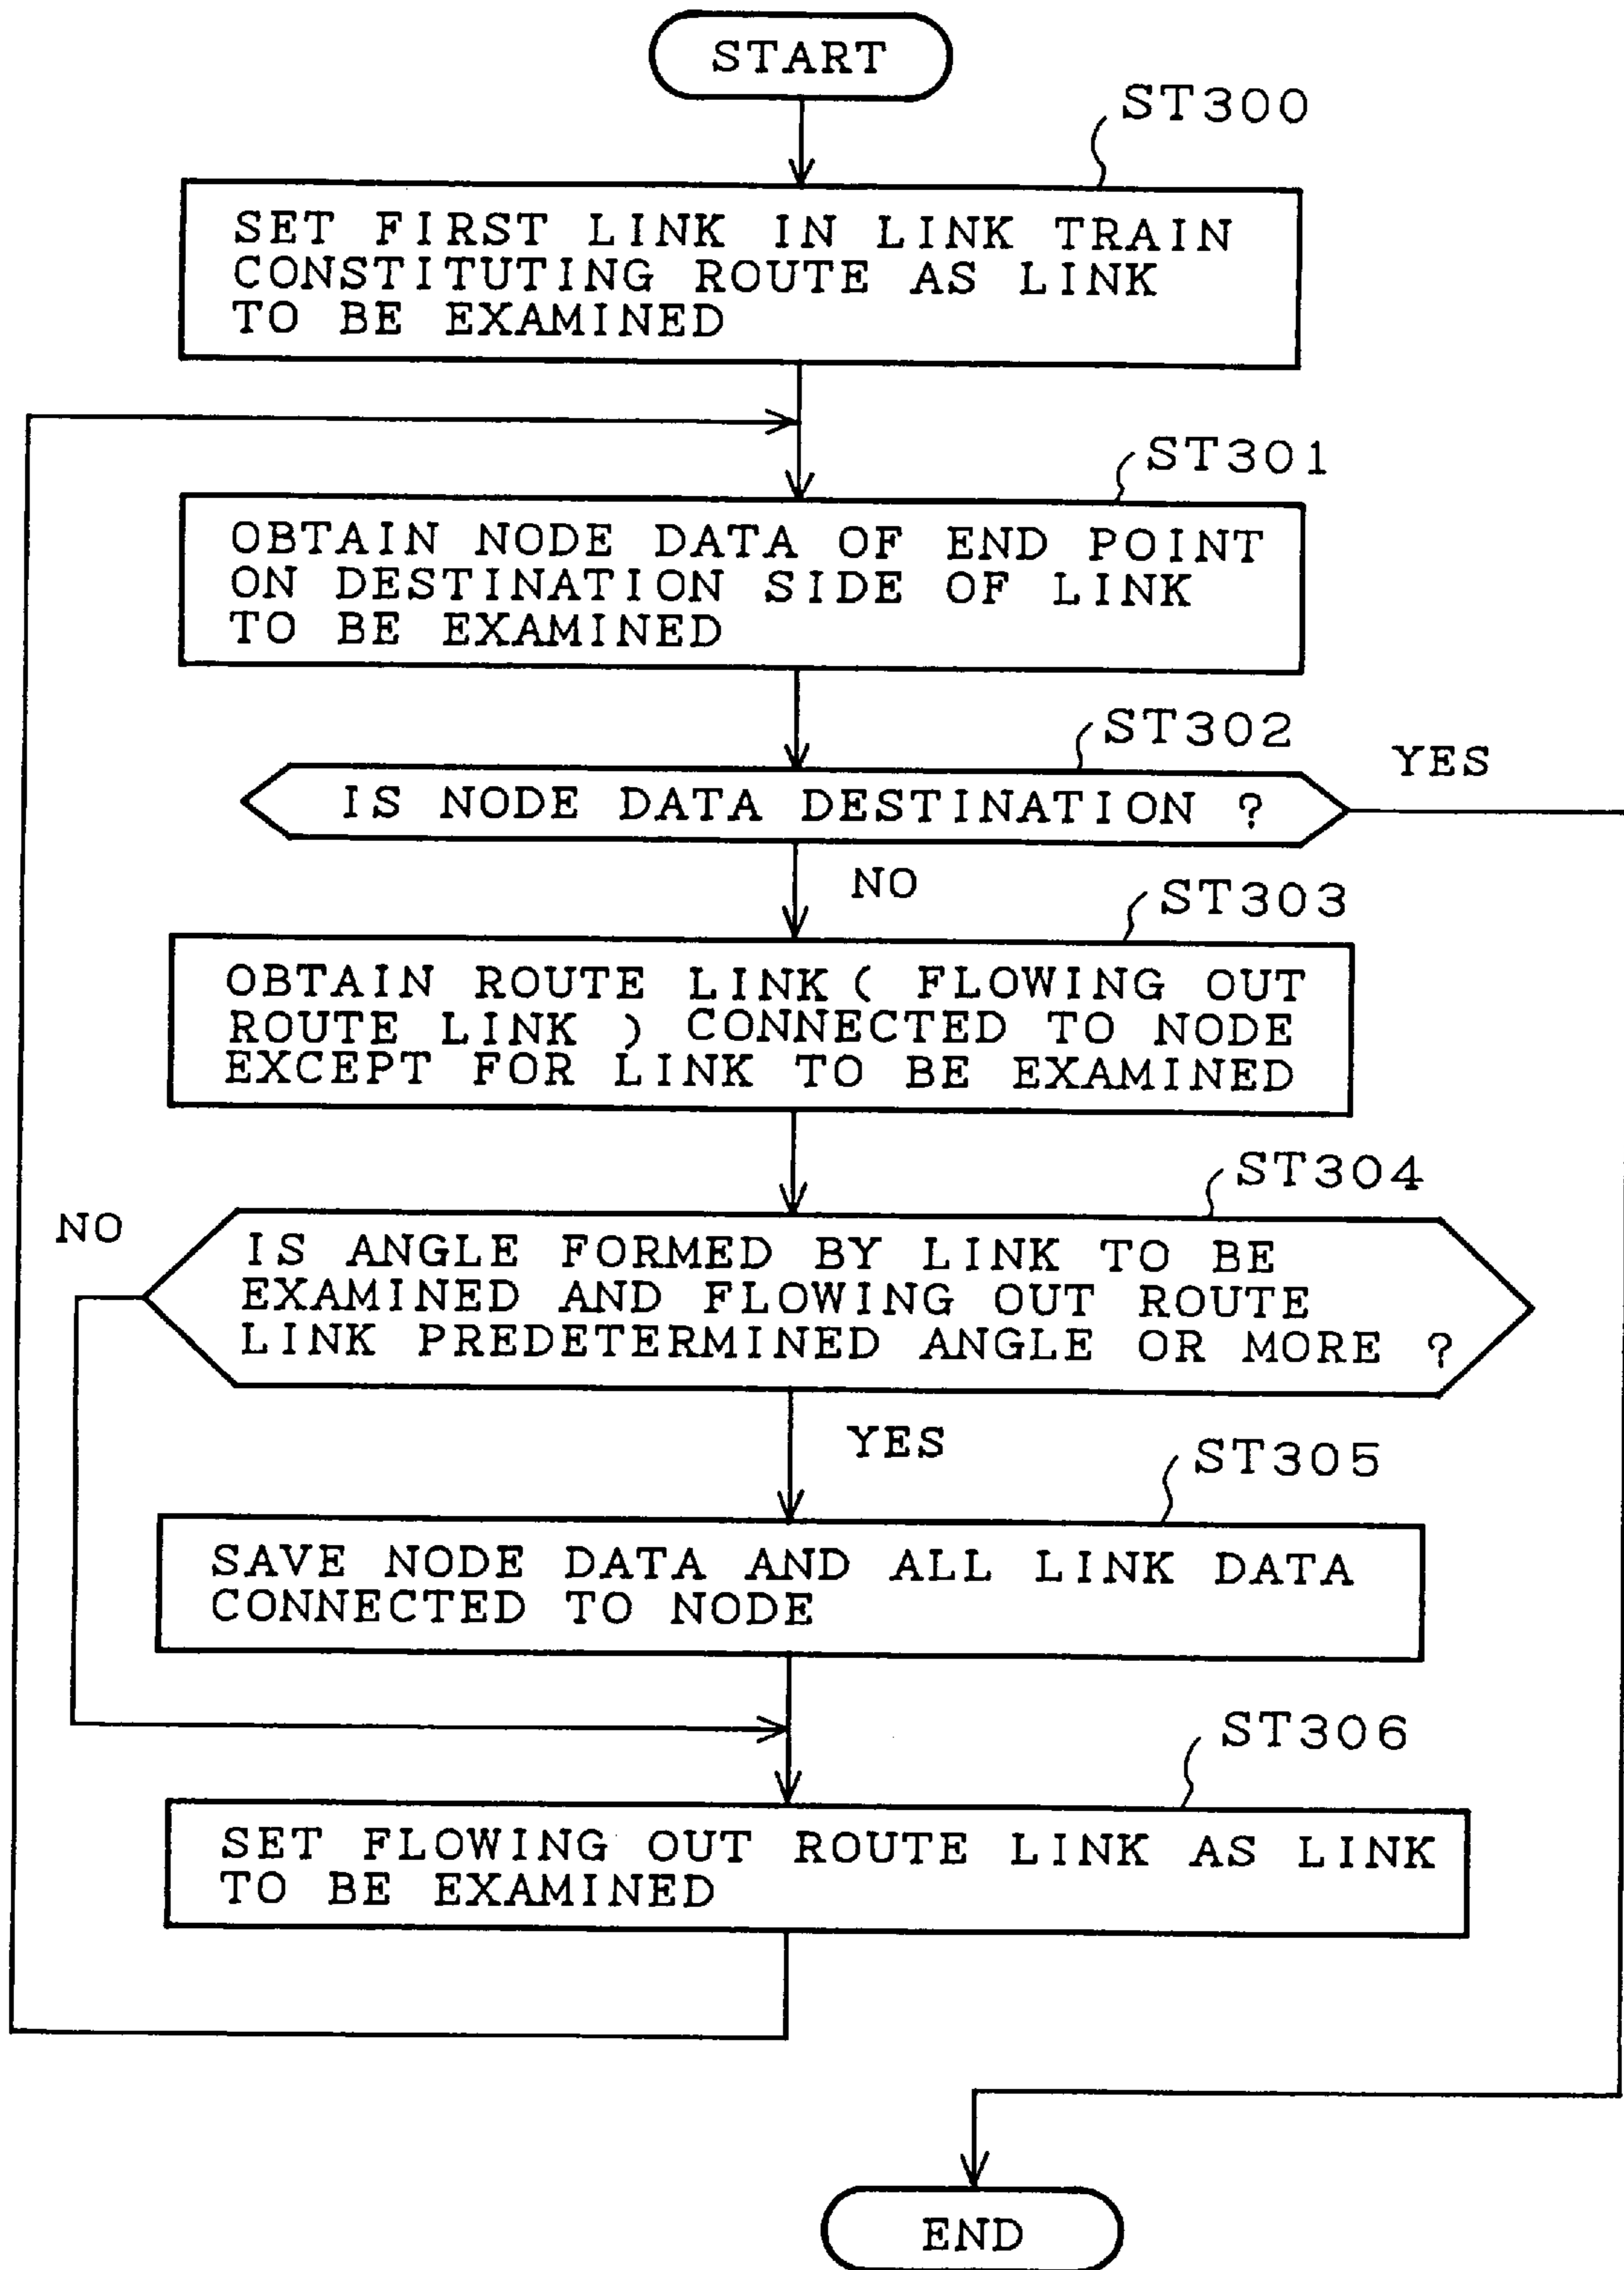 START
ST300
SET FIRST LINK IN LINK TRAIN
CONSTITUTING ROUTE AS LINK
TO BE EXAMINED
ST301
OBTAIN NODE DATA OF END POINT
ON DESTINATION SIDE OF LINK
TO BE EXAMINED
ST302
YES
IS NODE DATA DESTINATION ?
NO
ST303
OBTAIN ROUTE LINK ( FLOWING OUT
ROUTE LINK ) CONNECTED TO NODE
EXCEPT FOR LINK TO BE EXAMINED
ST304
NO
IS ANGLE FORMED BY LINK TO BE
EXAMINED AND FLOWING OUT ROUTE
LINK PREDETERMINED ANGLE OR MORE ?
YES
ST305
SAVE NODE DATA AND ALL LINK DATA
CONNECTED TO NODE
ST306
SET FLOWING OUT ROUTE LINK AS LINK
TO BE EXAMINED
END